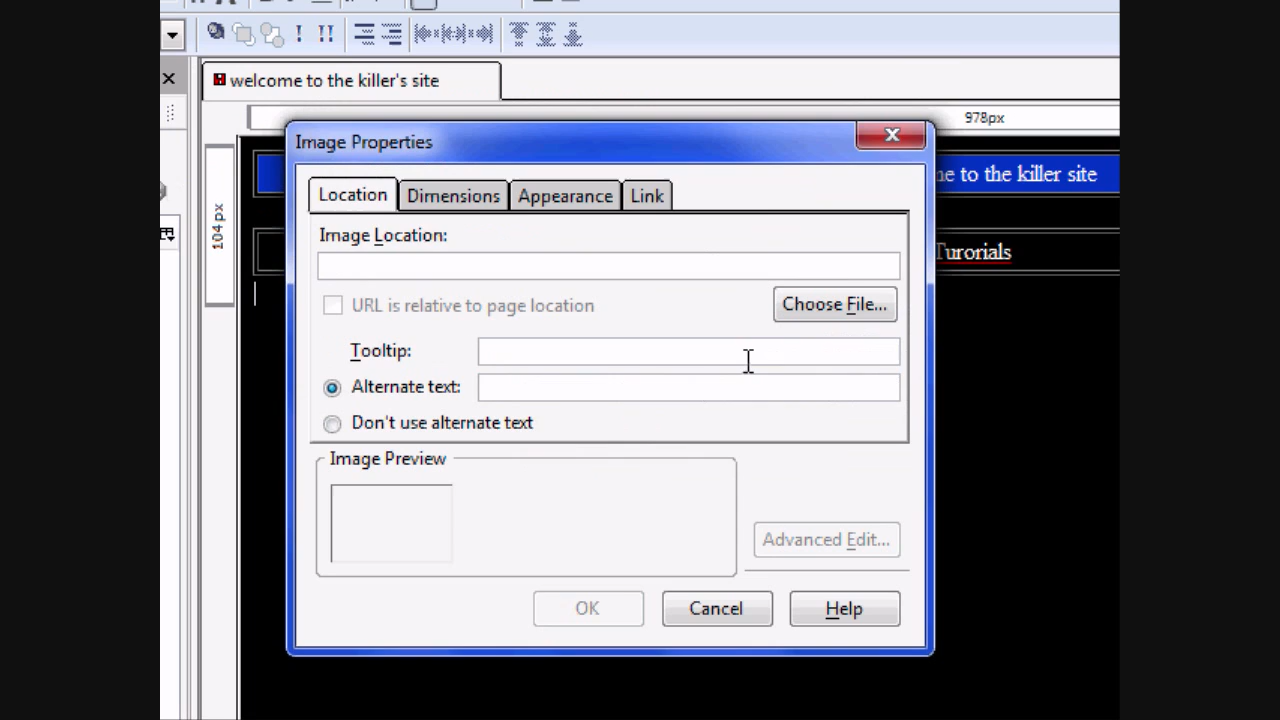 welcome to the killer's site
978px
Image Properties
me to the killer site
Location Dimensions Appearance Link
104 px
Image Location:
Turorials
URL is relative to page location
Choose File...
Tooltip:
Alternate text:
Don't use alternate text
Image Preview
Advanced Edit...
OK Cancel Help